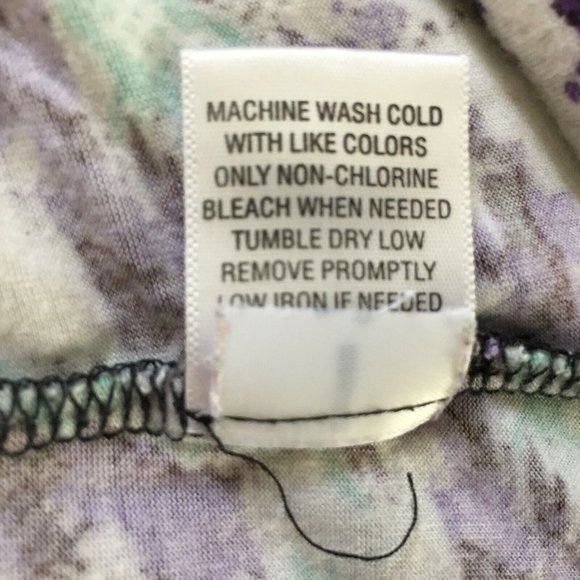 MACHINE WASH COLD
WITH LIKE COLORS
ONLY NON-CHLORINE
BLEACH WHEN NEEDED
TUMBLE DRY LOW
REMOVE PROMPTLY
LOW IRON IF NEEDED